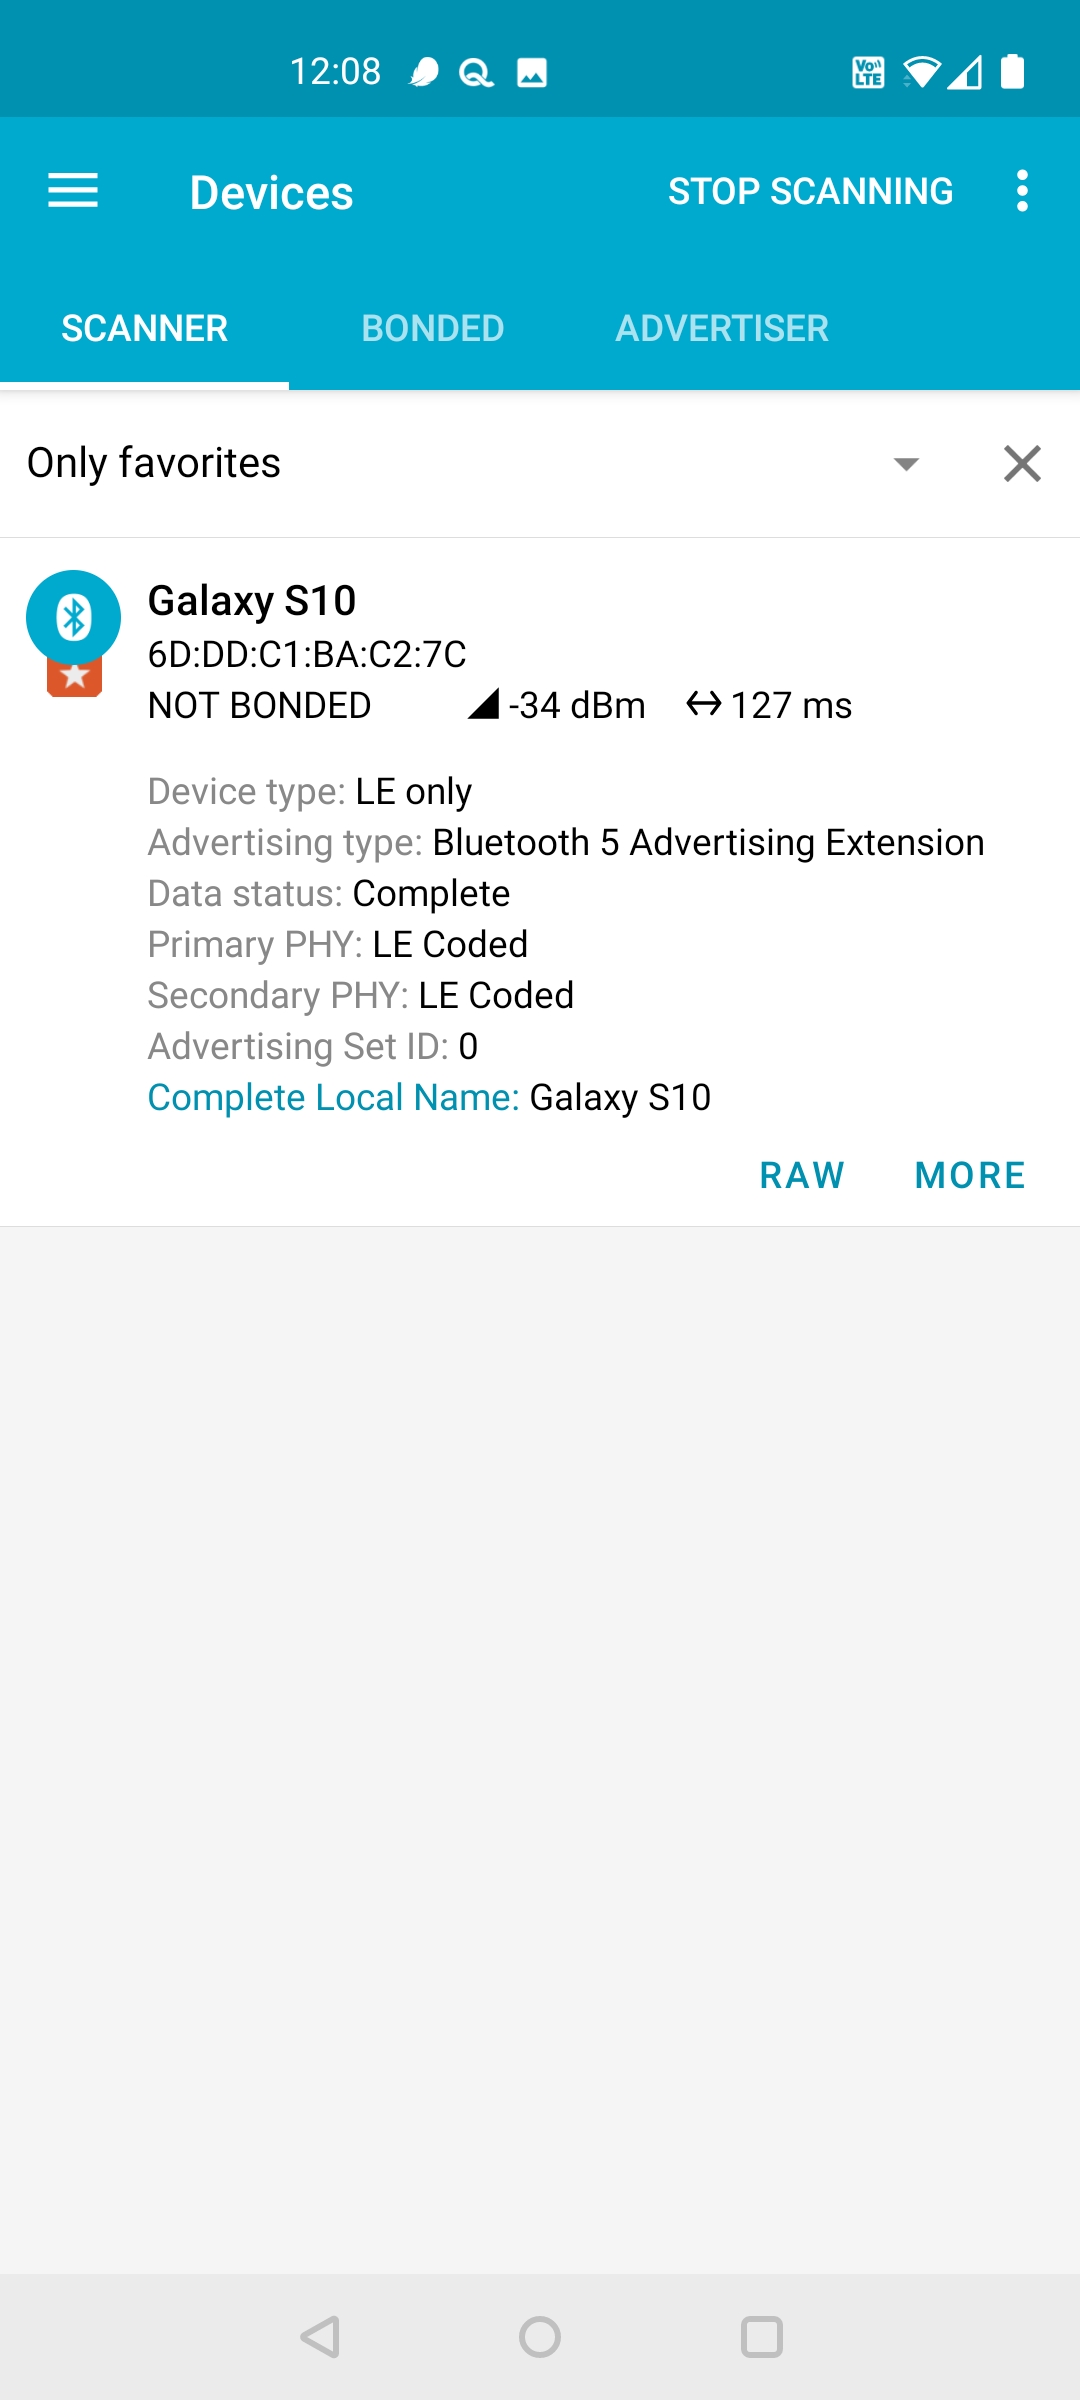 12:08
Vo)) LTE
Devices
STOP SCANNING
SCANNER
BONDED
ADVERTISER
Only favorites
Galaxy S10
6D:DD:C1:BA:C2:7C
NOT BONDED -34 dBm 127 ms
Device type: LE only
Advertising type: Bluetooth 5 Advertising Extension
Data status: Complete
Primary PHY: LE Coded
Secondary PHY: LE Coded
Advertising Set ID: 0
Complete Local Name: Galaxy S10
RAW
MORE